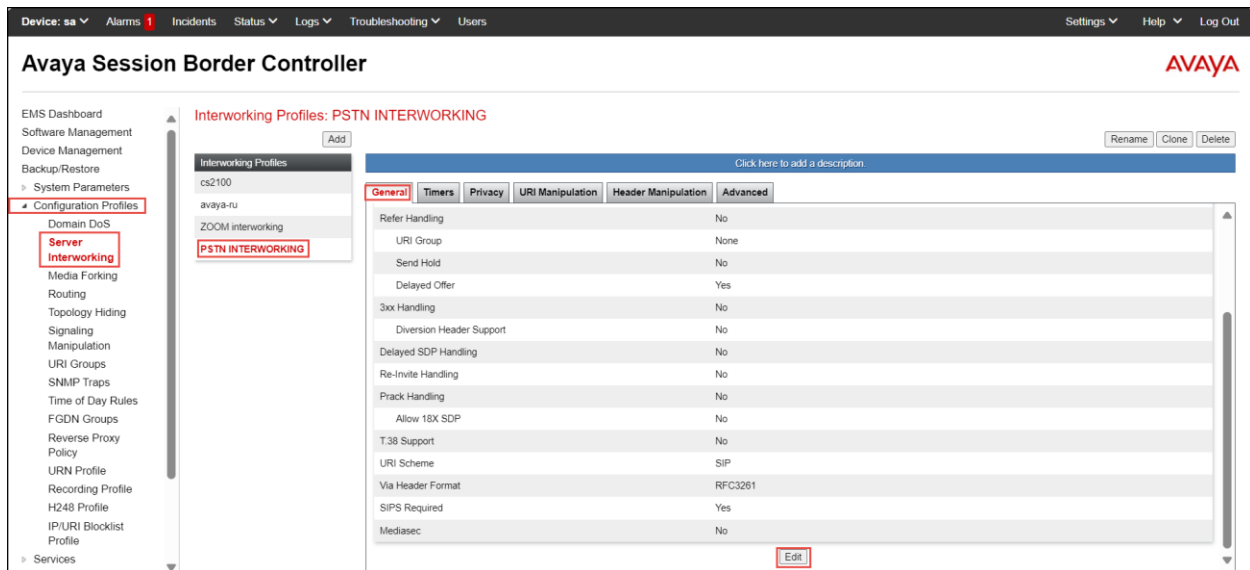 Device: sa Alarms 1 Incidents Status Logs Troubleshooting Users Settings Help Log Out
Avaya Session Border Controller
AVAYA
EMS Dashboard
Software Management
Device Management
Backup/Restore
System Parameters
Configuration Profiles
Domain DoS
Server
Interworking
Media Forking
Routing
Topology Hiding
Signaling
Manipulation
URI Groups
SNMP Traps
Time of Day Rules
FGDN Groups
Reverse Proxy
Policy
URN Profile
Recording Profile
H248 Profile
IP/URI Blocklist
Profile
Services
Interworking Profiles: PSTN INTERWORKING
Add
Rename Clone Delete
Interworking Profiles
cs2100
avaya-ru
ZOOM interworking
PSTN INTERWORKING
Click here to add a description.
General Timers Privacy URI Manipulation Header Manipulation Advanced
Refer Handling No
URI Group None
Send Hold No
Delayed Offer Yes
3xx Handling No
Diversion Header Support No
Delayed SDP Handling No
Re-Invite Handling No
Prack Handling No
Allow 18X SDP No
T.38 Support No
URI Scheme SIP
Via Header Format RFC3261
SIPS Required Yes
Mediasec No
Edit